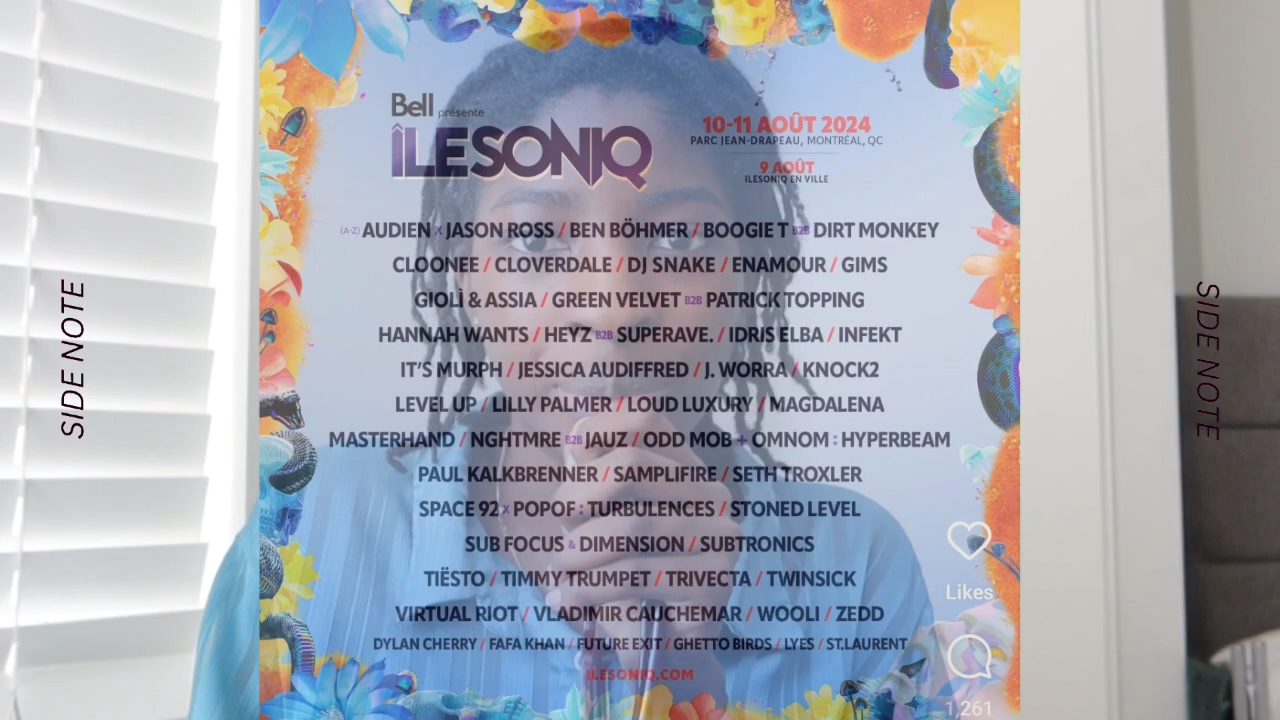 Bell présente
ÎLESONIQ
10-11 AOÛT 2024
PARC JEAN-DRAPEAU, MONTRÉAL, QC
9 AOÛT
ÎLESONIQ EN VILLE
(A-Z) AUDIEN X JASON ROSS / BEN BÖHMER / BOOGIE T B2B DIRT MONKEY
CLOONEE / CLOVERDALE / DJ SNAKE / ENAMOUR / GIMS
GIOLÌ & ASSIA / GREEN VELVET B2B PATRICK TOPPING
HANNAH WANTS / HEYZ B2B SUPERAVE. / IDRIS ELBA / INFEKT
IT'S MURPH / JESSICA AUDIFFRED / J. WORRA / KNOCK2
LEVEL UP / LILLY PALMER / LOUD LUXURY / MAGDALENA
MASTERHAND / NGHTMRE B2B JAUZ / ODD MOB + OMNOM : HYPERBEAM
PAUL KALKBRENNER / SAMPLIFIRE / SETH TROXLER
SPACE 92 X POPOF : TURBULENCES / STONED LEVEL
SUB FOCUS & DIMENSION / SUBTRONICS
TIËSTO / TIMMY TRUMPET / TRIVECTA / TWINSICK
VIRTUAL RIOT / VLADIMIR CAUCHEMAR / WOOLI / ZEDD
DYLAN CHERRY / FAFA KHAN / FUTURE EXIT / GHETTO BIRDS / LYES / ST.LAURENT
ILESONIQ.COM
SIDE NOTE
SIDE NOTE
Likes
1,261